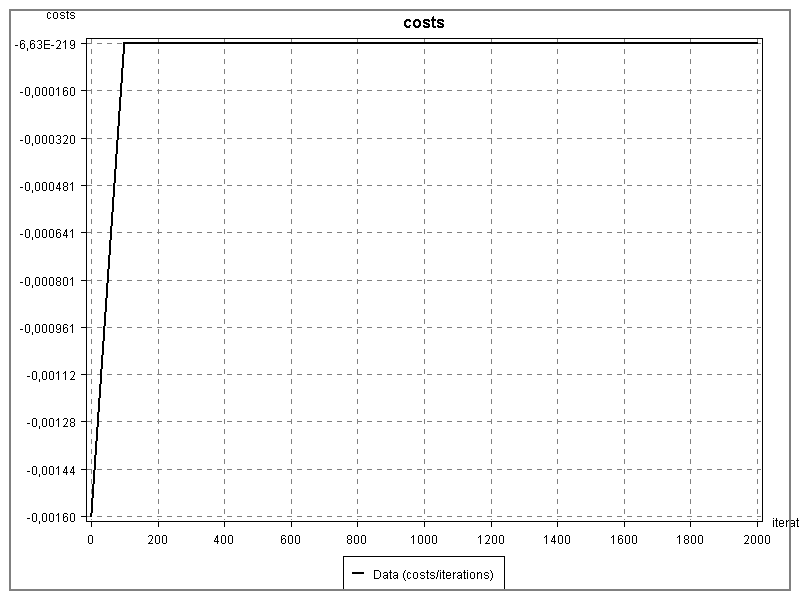 costs
costs
-6,63E-219
-0,000160
-0,000320
-0,000481
-0,000641
-0,000801
-0,000961
-0,00112
-0,00128
-0,00144
-0,00160
iterat
0 200 400 600 800 1000 1200 1400 1600 1800 2000
Data (costs/iterations)